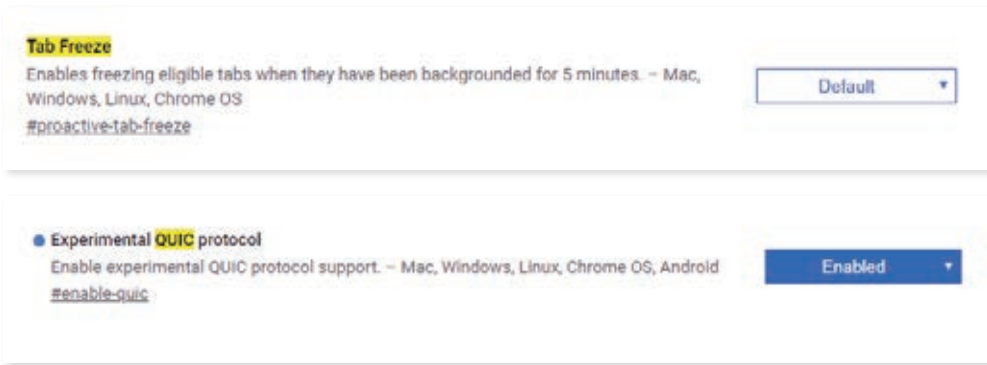 Tab Freeze
Enables freezing eligible tabs when they have been backgrounded for 5 minutes. – Mac,
Windows, Linux, Chrome OS
Default
#proactive-tab-freeze
Experimental QUIC protocol
Enable experimental QUIC protocol support. – Mac, Windows, Linux, Chrome OS, Android
Enabled
#enable-quic